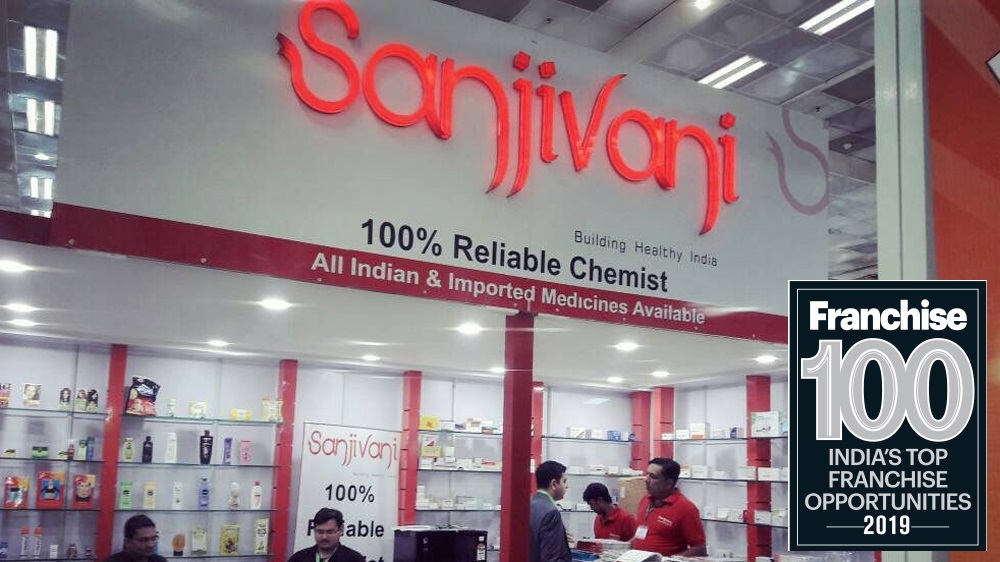 Sanjivani
Building Healthy India
100% Reliable Chemist
All Indian & Imported Medicines Available
Sanjivani
100%
Reliable
Franchise
100
INDIA'S TOP
FRANCHISE
OPPORTUNITIES
2019